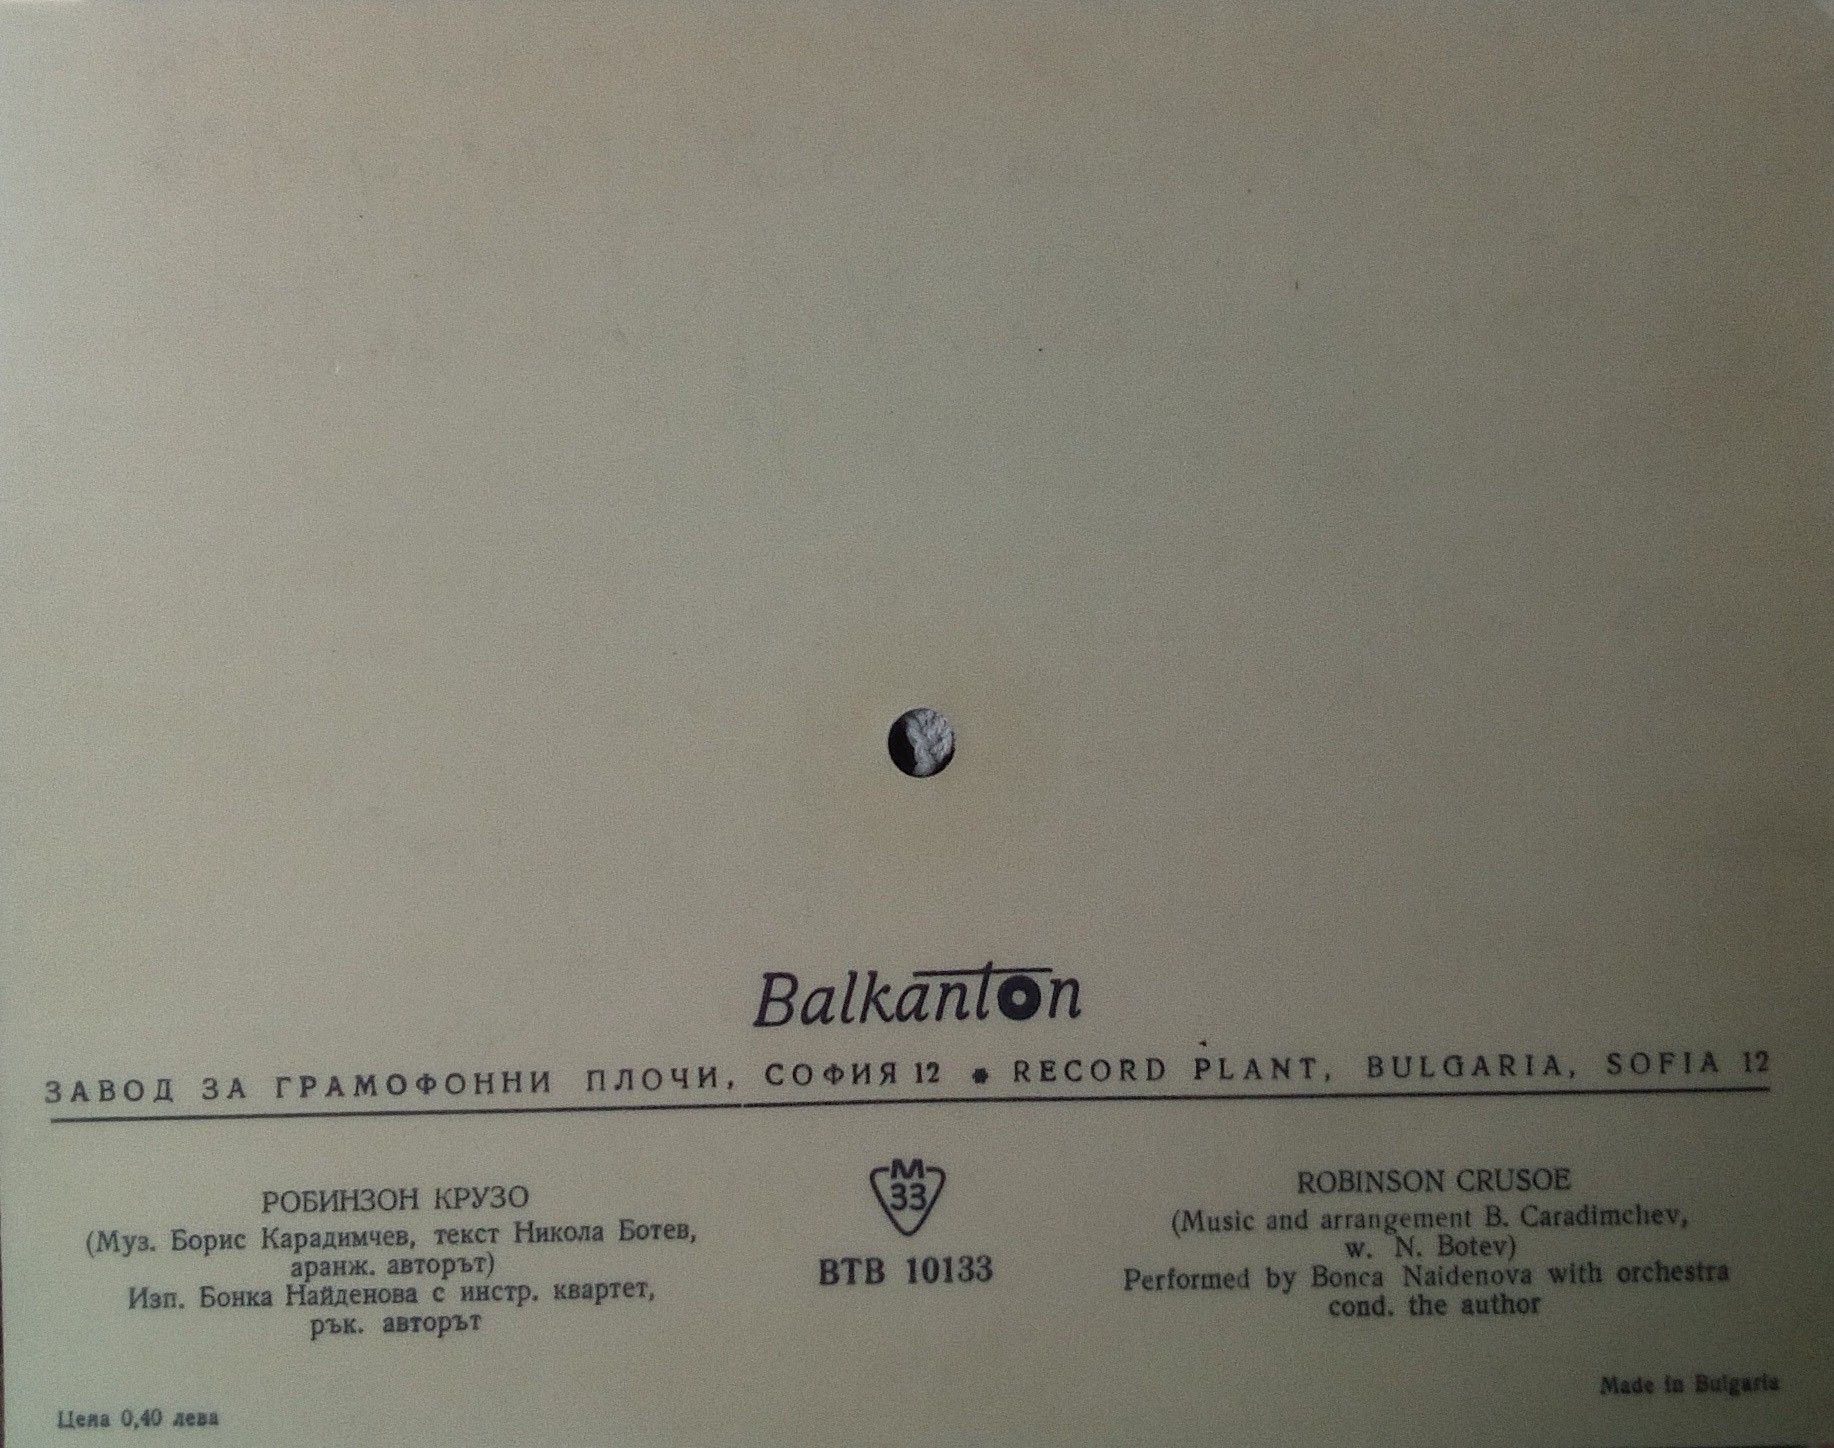 Balkanton
ЗАВОД ЗА ГРАМОФОННИ ПЛОЧИ, СОФИЯ 12 • RECORD PLANT, BULGARIA, SOFIA 12
РОБИНЗОН КРУЗО
(Муз. Борис Карадимчев, текст Никола Ботев,
аранж. авторът)
Изп. Бонка Найденова с инстр. квартет,
рък. авторът
Цена 0,40 лева
М
33
ВТВ 10133
ROBINSON CRUSOE
(Music and arrangement B. Caradimchev,
w. N. Botev)
Performed by Bonca Naidenova with orchestra
cond. the author
Made in Bulgaria